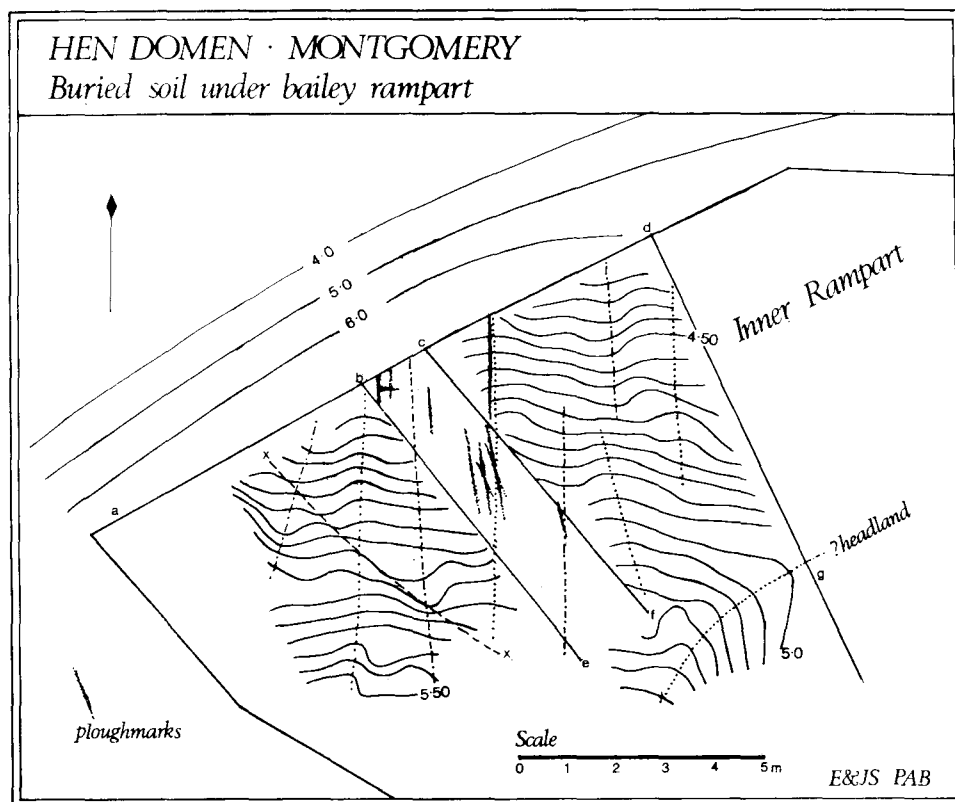 HEN DOMEN · MONTGOMERY
Buried soil under bailey rampart
4·0
5·0
6·0
d
Inner Rampart
4·50
c
b
x
a
?headland
g
f
x
e
5·0
5·50
ploughmarks
Scale
0 1 2 3 4 5m
E&JS PAB